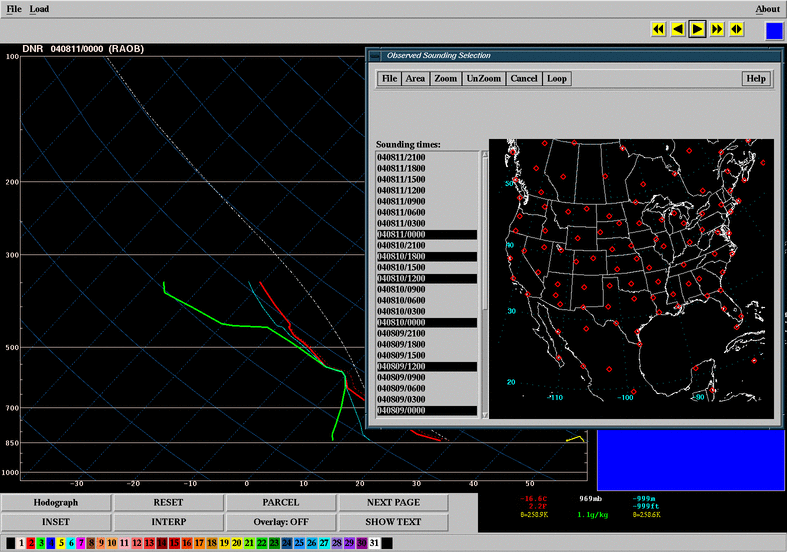 File Load About
DNR 040811/0000 (RAOB)
Observed Sounding Selection
File Area Zoom UnZoom Cancel Loop Help
Sounding times:
040811/2100
040811/1800
040811/1500
040811/1200
040811/0900
040811/0600
040811/0300
040811/0000
040810/2100
040810/1800
040810/1500
040810/1200
040810/0900
040810/0600
040810/0300
040810/0000
040809/2100
040809/1800
040809/1500
040809/1200
040809/0900
040809/0600
040809/0300
040809/0000
50
40
30
20
-110 -100 -90
100
200
300
500
700
850
1000
-30 -20 -10 0 10 20 30 50
Hodograph RESET PARCEL NEXT PAGE
INSET INTERP Overlay: OFF SHOW TEXT
-16.6C 969mb -999m
2.2F -999ft
θ=258.9K 1.1g/kg θ=258.6K
1 2 3 4 5 6 7 8 9 10 11 12 13 14 15 16 17 18 19 20 21 22 23 24 25 26 27 28 29 30 31